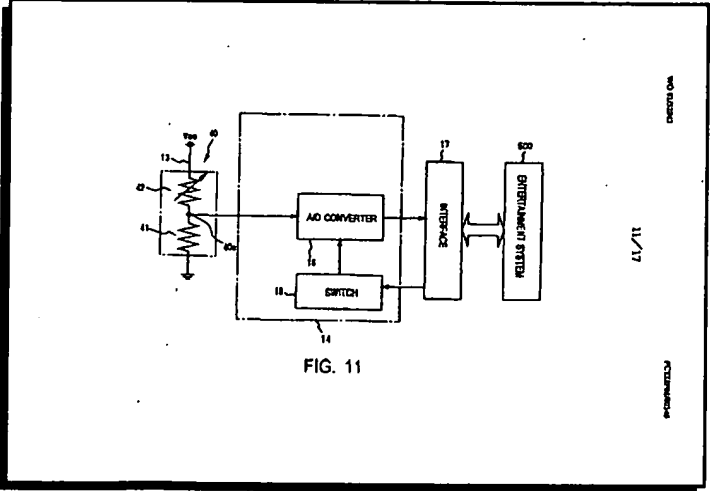 11/17
Vcc
40
13
42
41
40a
A/D CONVERTER
16
SWITCH
18
14
17
INTERFACE
500
ENTERTAINMENT SYSTEM
FIG. 11